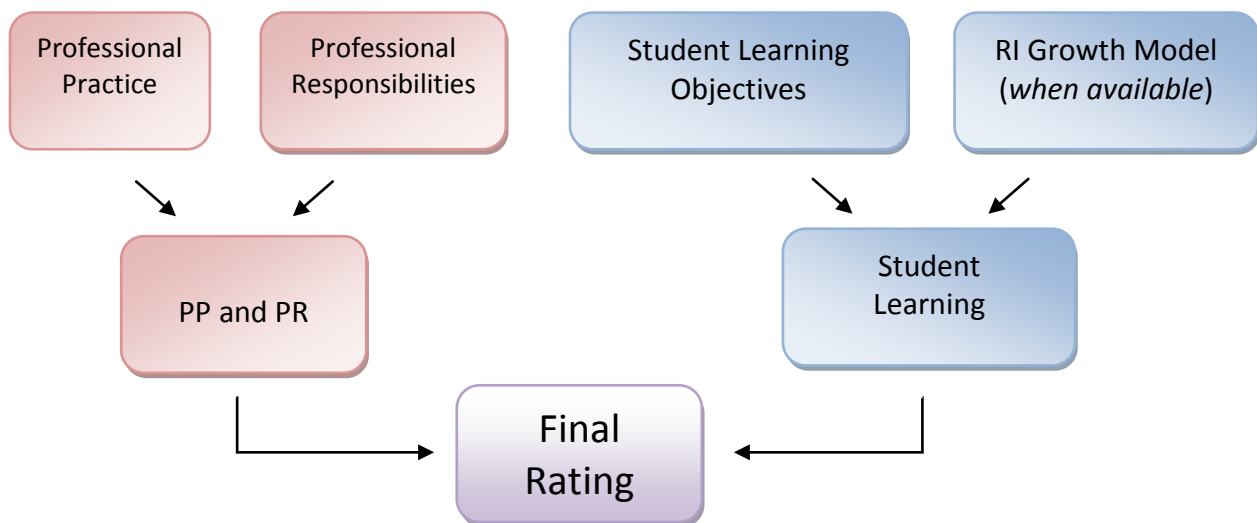 Professional
Practice
Professional
Responsibilities
Student Learning
Objectives
RI Growth Model
(when available)
PP and PR
Student
Learning
Final
Rating